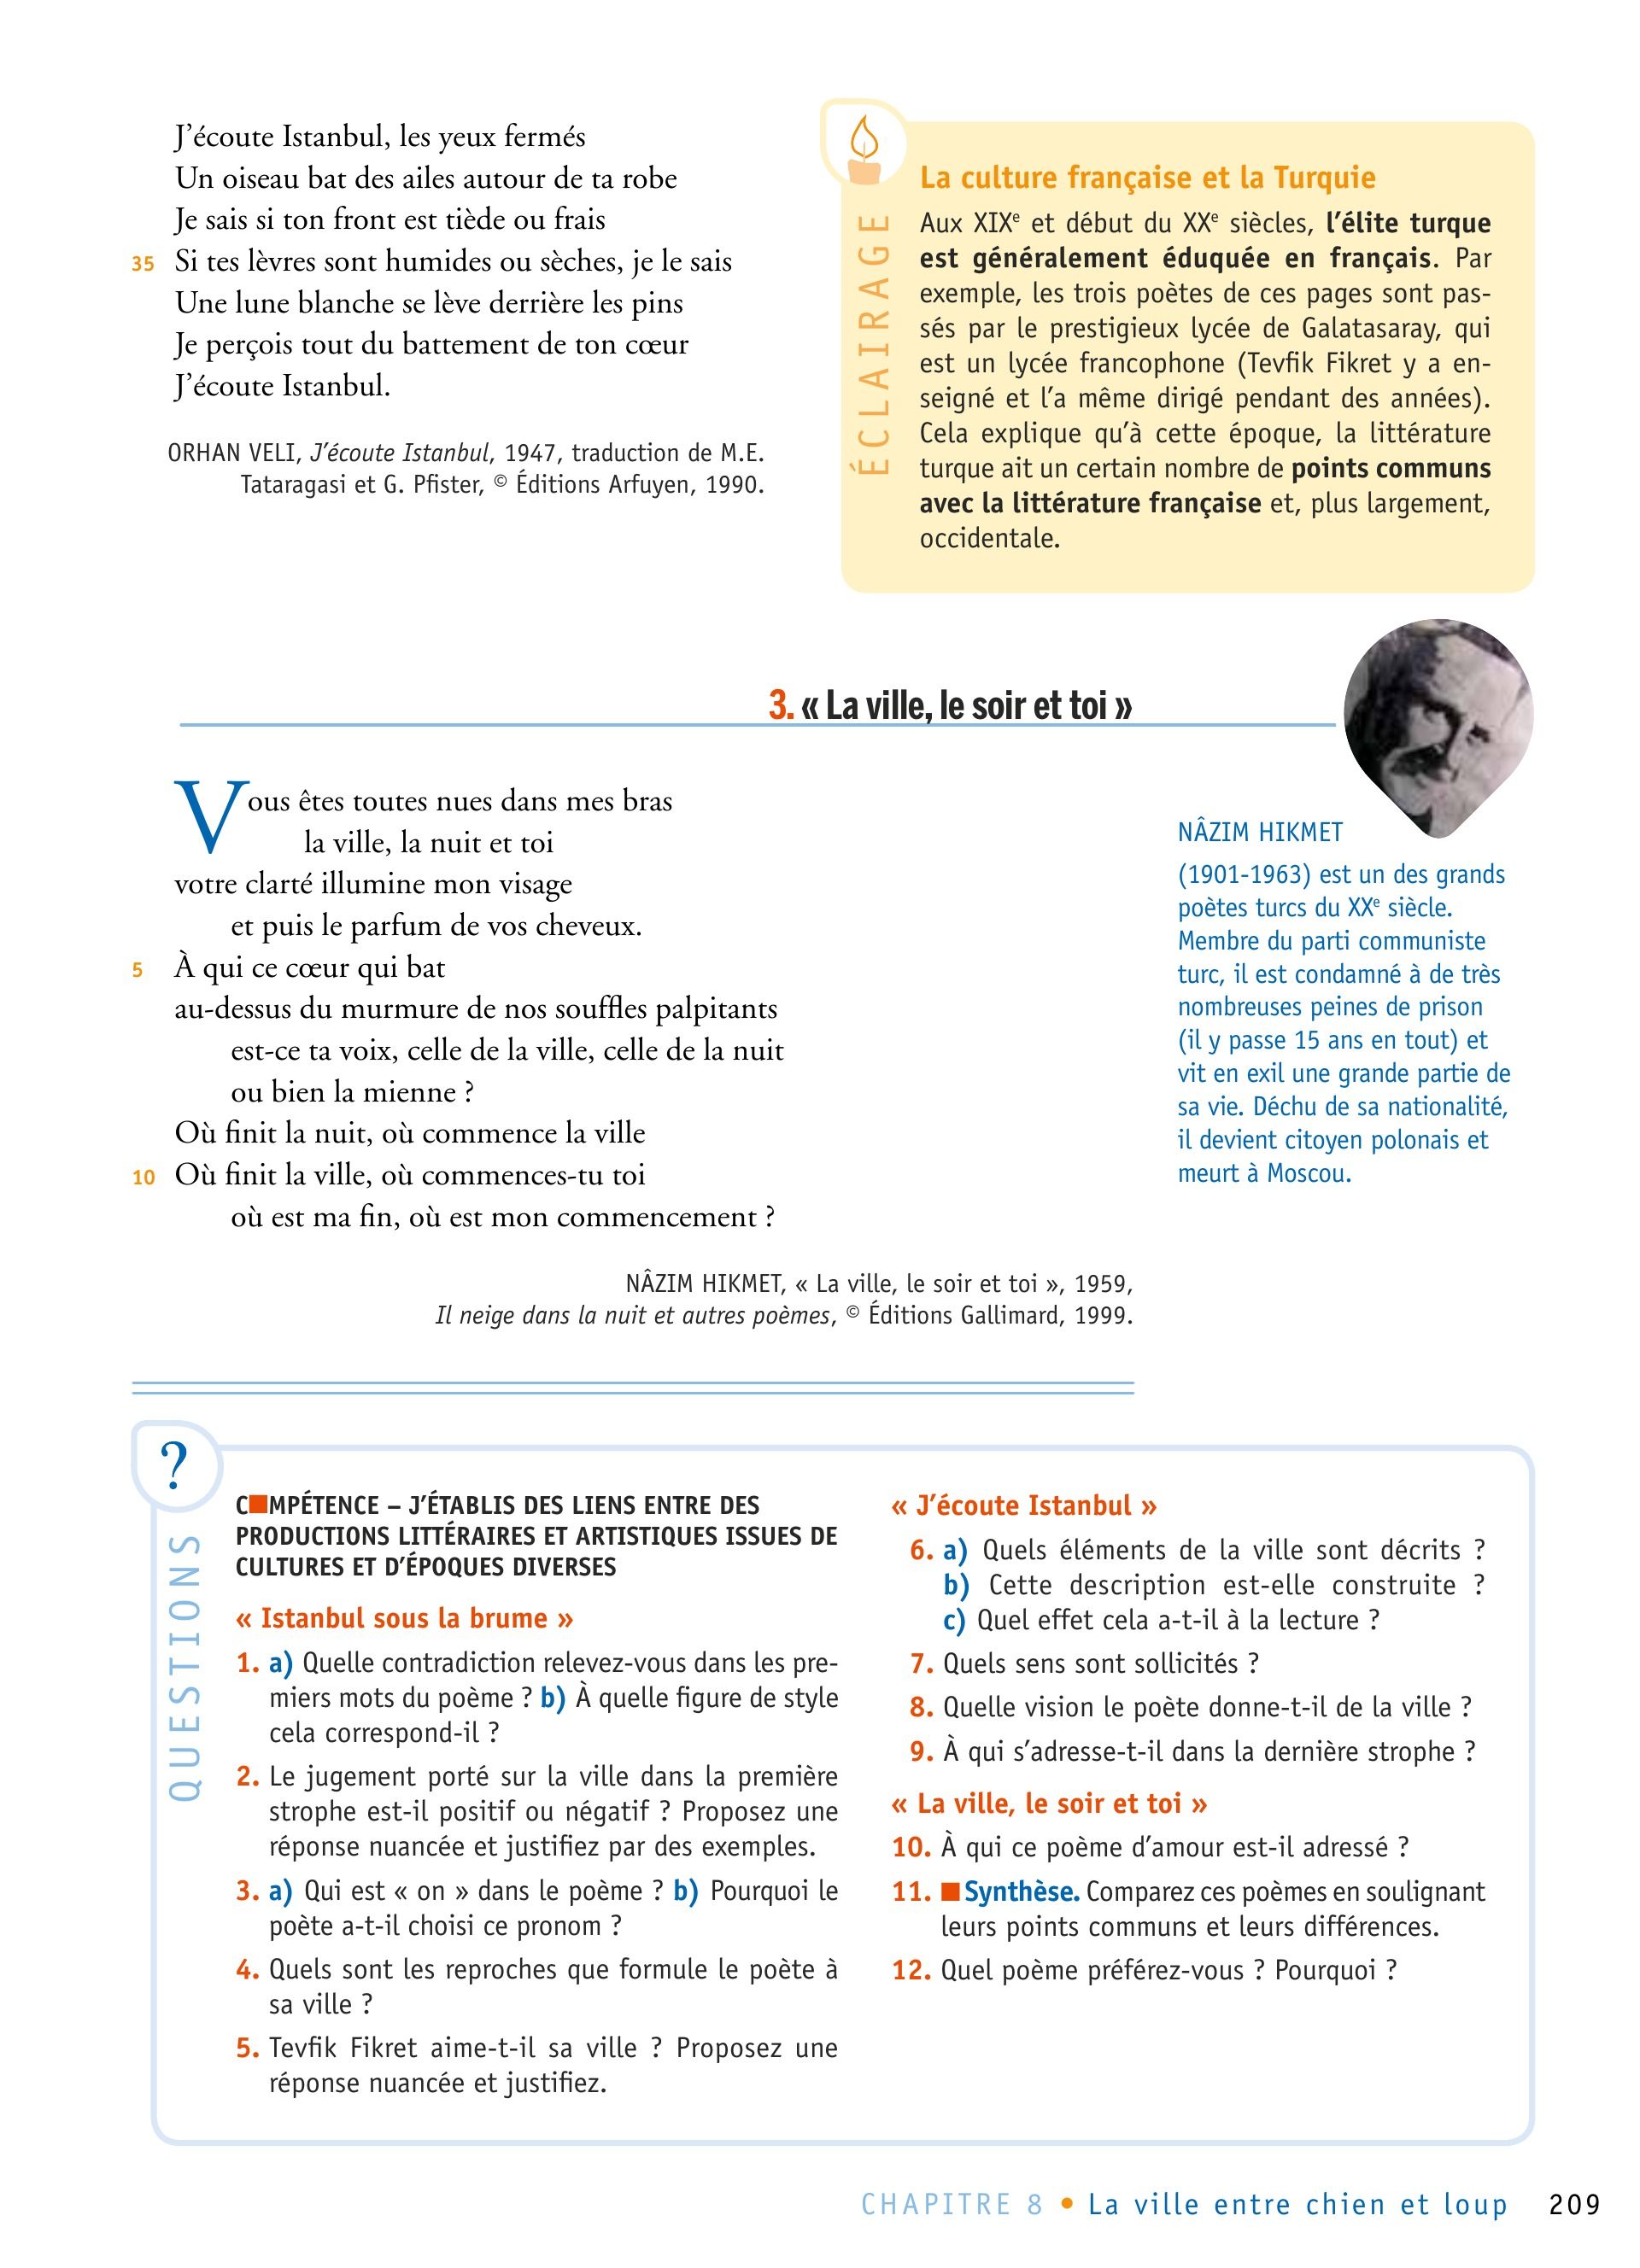 J’écoute Istanbul, les yeux fermés
Un oiseau bat des ailes autour de ta robe
Je sais si ton front est tiède ou frais
35 Si tes lèvres sont humides ou sèches, je le sais
Une lune blanche se lève derrière les pins
Je perçois tout du battement de ton cœur
J’écoute Istanbul.
ORHAN VELI, J’écoute Istanbul, 1947, traduction de M.E.
Tataragasi et G. Pfister, © Éditions Arfuyen, 1990.
ÉCLAIRAGE
La culture française et la Turquie
Aux XIXe et début du XXe siècles, l’élite turque
est généralement éduquée en français. Par
exemple, les trois poètes de ces pages sont pas-
sés par le prestigieux lycée de Galatasaray, qui
est un lycée francophone (Tevfik Fikret y a en-
seigné et l’a même dirigé pendant des années).
Cela explique qu’à cette époque, la littérature
turque ait un certain nombre de points communs
avec la littérature française et, plus largement,
occidentale.
3. « La ville, le soir et toi »
Vous êtes toutes nues dans mes bras
la ville, la nuit et toi
votre clarté illumine mon visage
et puis le parfum de vos cheveux.
5 À qui ce cœur qui bat
au-dessus du murmure de nos souffles palpitants
est-ce ta voix, celle de la ville, celle de la nuit
ou bien la mienne ?
Où finit la nuit, où commence la ville
10 Où finit la ville, où commences-tu toi
où est ma fin, où est mon commencement ?
NÂZIM HIKMET, « La ville, le soir et toi », 1959,
Il neige dans la nuit et autres poèmes, © Éditions Gallimard, 1999.
NÂZIM HIKMET
(1901-1963) est un des grands
poètes turcs du XXe siècle.
Membre du parti communiste
turc, il est condamné à de très
nombreuses peines de prison
(il y passe 15 ans en tout) et
vit en exil une grande partie de
sa vie. Déchu de sa nationalité,
il devient citoyen polonais et
meurt à Moscou.
?
QUESTIONS
C■MPÉTENCE – J’ÉTABLIS DES LIENS ENTRE DES
PRODUCTIONS LITTÉRAIRES ET ARTISTIQUES ISSUES DE
CULTURES ET D’ÉPOQUES DIVERSES
« Istanbul sous la brume »
1. a) Quelle contradiction relevez-vous dans les pre-
miers mots du poème ? b) À quelle figure de style
cela correspond-il ?
2. Le jugement porté sur la ville dans la première
strophe est-il positif ou négatif ? Proposez une
réponse nuancée et justifiez par des exemples.
3. a) Qui est « on » dans le poème ? b) Pourquoi le
poète a-t-il choisi ce pronom ?
4. Quels sont les reproches que formule le poète à
sa ville ?
5. Tevfik Fikret aime-t-il sa ville ? Proposez une
réponse nuancée et justifiez.
« J’écoute Istanbul »
6. a) Quels éléments de la ville sont décrits ?
b) Cette description est-elle construite ?
c) Quel effet cela a-t-il à la lecture ?
7. Quels sens sont sollicités ?
8. Quelle vision le poète donne-t-il de la ville ?
9. À qui s’adresse-t-il dans la dernière strophe ?
« La ville, le soir et toi »
10. À qui ce poème d’amour est-il adressé ?
11. ■ Synthèse. Comparez ces poèmes en soulignant
leurs points communs et leurs différences.
12. Quel poème préférez-vous ? Pourquoi ?
CHAPITRE 8 • La ville entre chien et loup 209